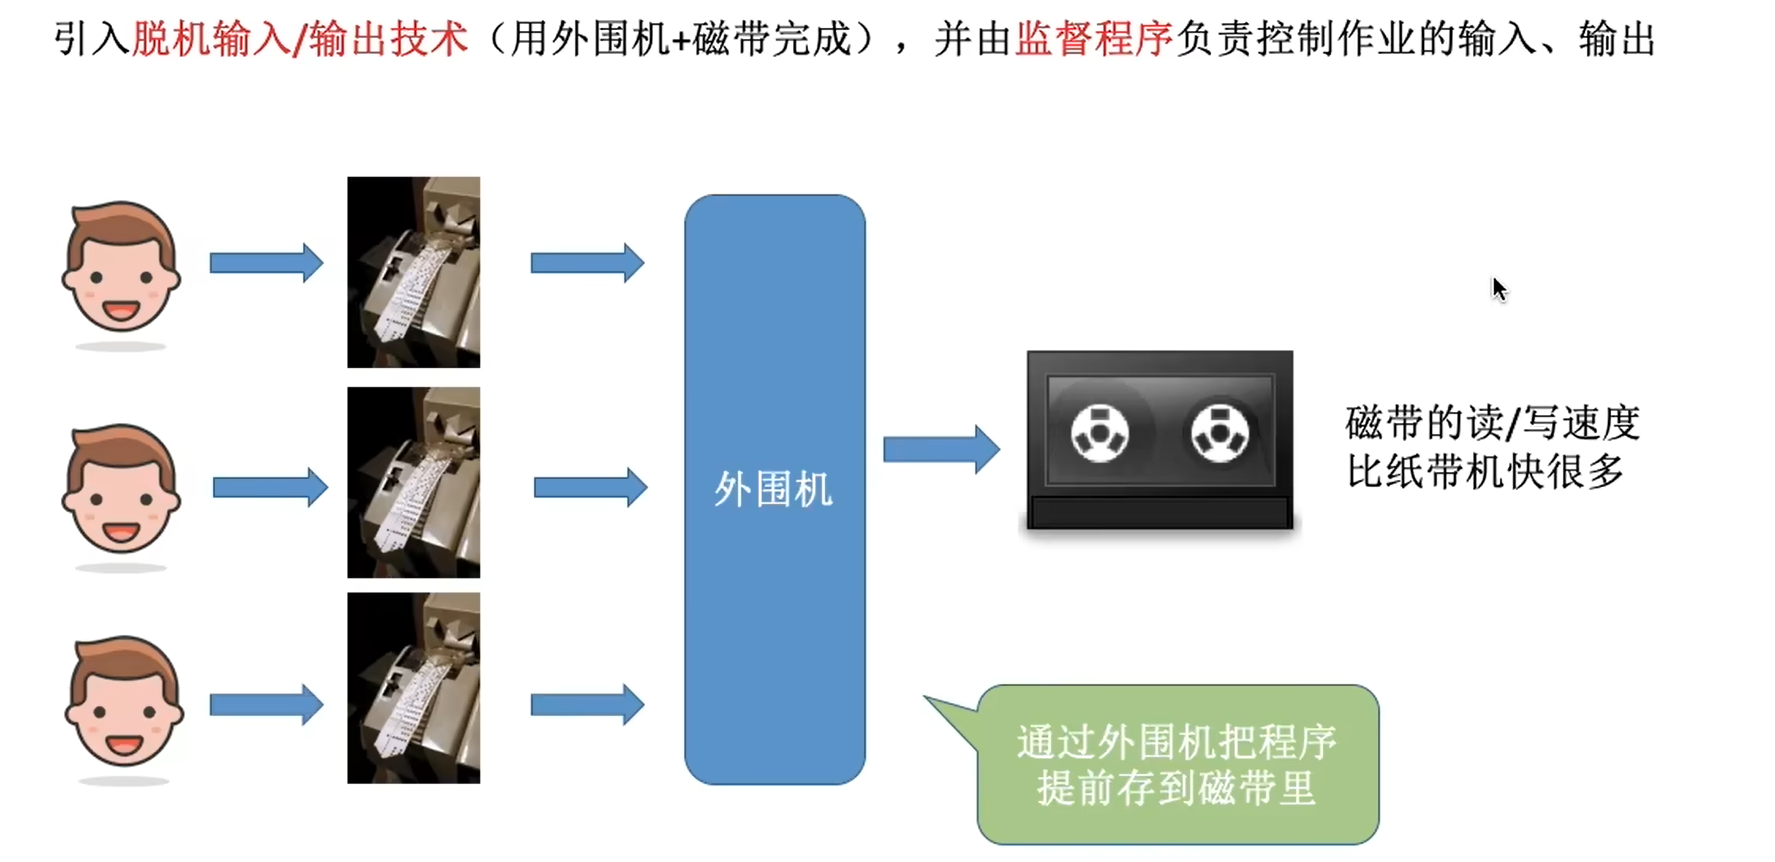 引入脱机输入/输出技术（用外围机+磁带完成），并由监督程序负责控制作业的输入、输出
外围机
磁带的读/写速度
比纸带机快很多
通过外围机把程序
提前存到磁带里